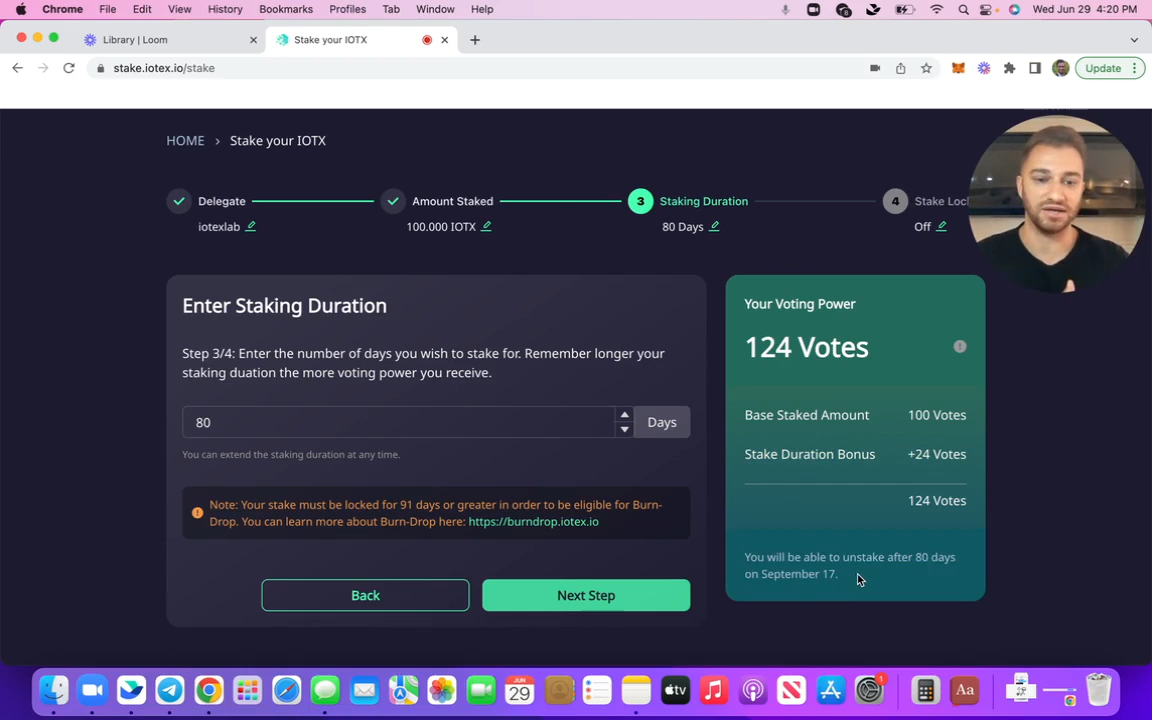 Chrome File Edit View History Bookmarks Profiles Tab Window Help Wed Jun 29 4:20 PM
Library | Loom
Stake your IOTX
stake.iotex.io/stake
Update
HOME > Stake your IOTX
Delegate
iotexlab
Amount Staked
100.000 IOTX
3 Staking Duration
80 Days
4 Stake Loc
Off
Enter Staking Duration
Step 3/4: Enter the number of days you wish to stake for. Remember longer your
staking duation the more voting power you receive.
80
Days
You can extend the staking duration at any time.
Note: Your stake must be locked for 91 days or greater in order to be eligible for Burn-
Drop. You can learn more about Burn-Drop here: https://burndrop.iotex.io
Back
Next Step
Your Voting Power
124 Votes
Base Staked Amount 100 Votes
Stake Duration Bonus +24 Votes
124 Votes
You will be able to unstake after 80 days
on September 17.
JUN
29
tv
1
Aa